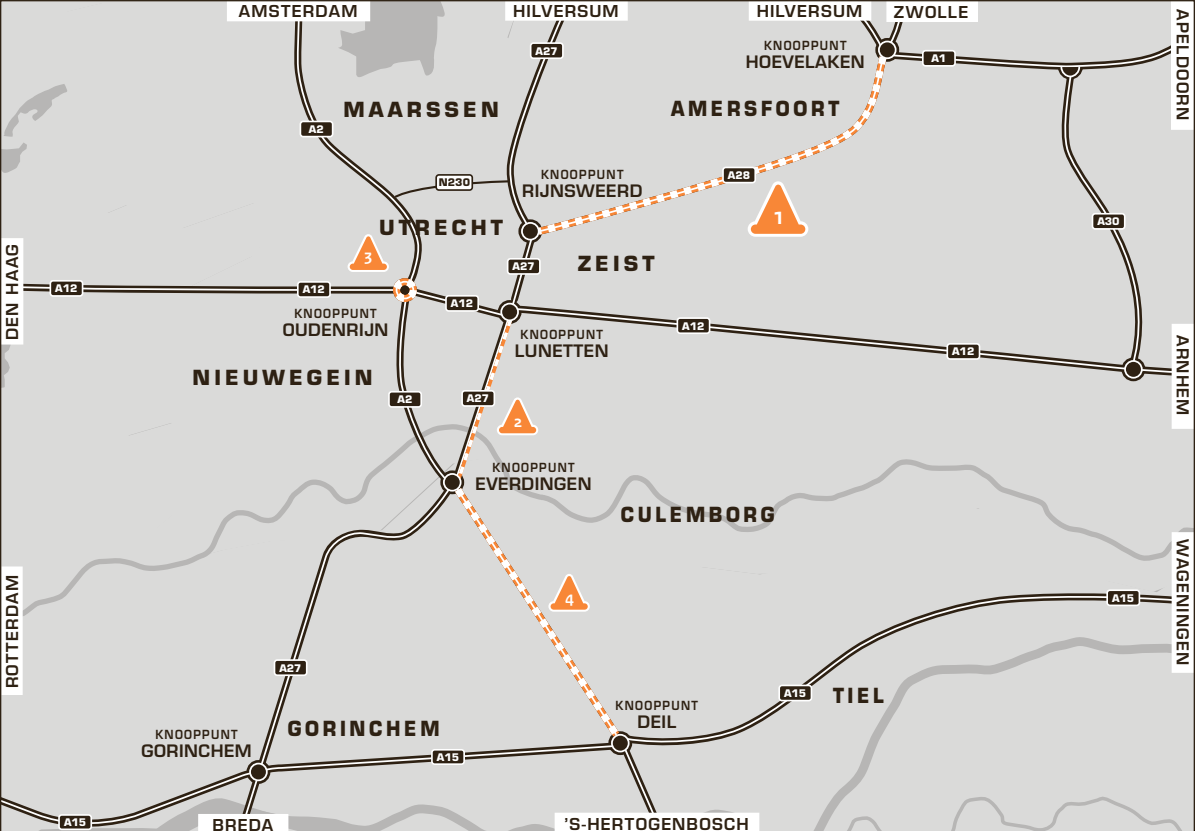 AMSTERDAM
HILVERSUM
HILVERSUM
ZWOLLE
APELDOORN
A27
KNOOPPUNT
HOEVELAKEN
A1
MAARSSEN
AMERSFOORT
A2
N230
KNOOPPUNT
RIJNSWEERD
A28
1
A30
UTRECHT
3
A27
ZEIST
DEN HAAG
A12
A12
A12
KNOOPPUNT
OUDENRIJN
KNOOPPUNT
LUNETTEN
A12
A12
ARNHEM
NIEUWEGEIN
A2
A27
2
KNOOPPUNT
EVERDINGEN
CULEMBORG
WAGENINGEN
ROTTERDAM
4
A15
A27
A15
TIEL
KNOOPPUNT
DEIL
GORINCHEM
KNOOPPUNT
GORINCHEM
A15
A15
BREDA
'S-HERTOGENBOSCH